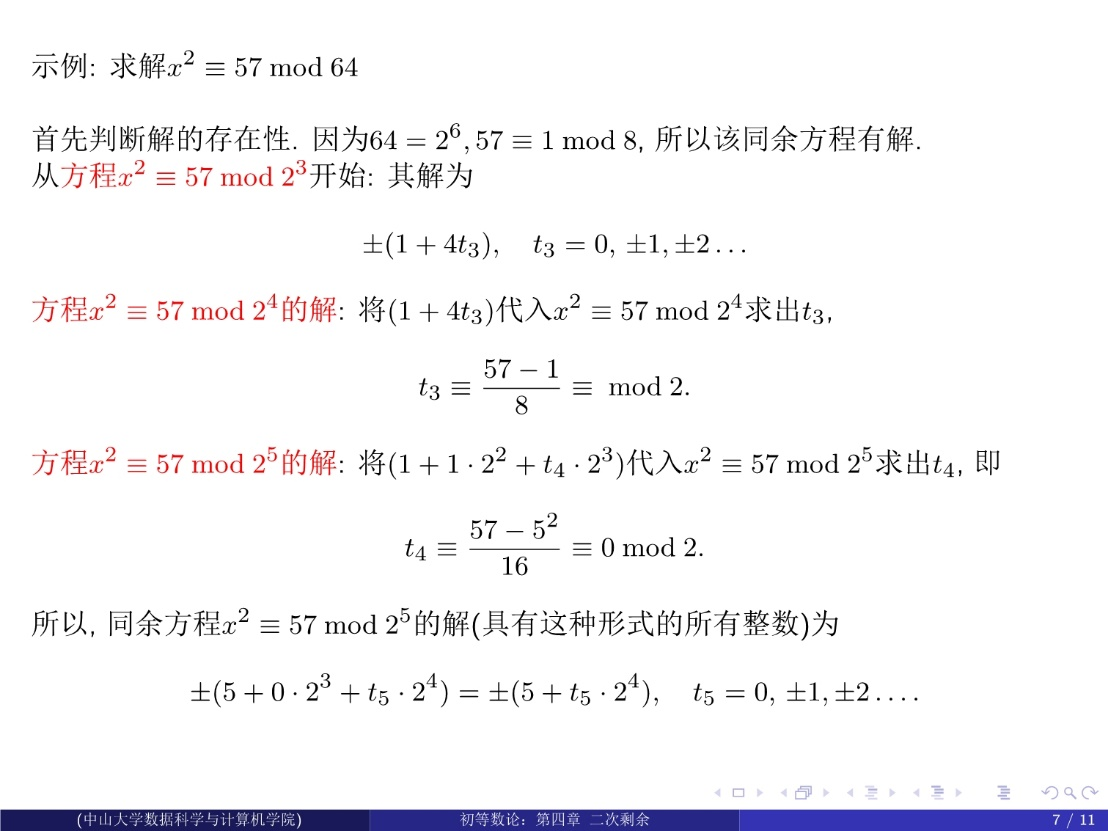 示例: 求解x² ≡ 57 mod 64
首先判断解的存在性. 因为64 = 2⁶, 57 ≡ 1 mod 8, 所以该同余方程有解.
从方程x² ≡ 57 mod 2³开始: 其解为
±(1 + 4t₃), t₃ = 0, ±1, ±2 . . .
方程x² ≡ 57 mod 2⁴的解: 将(1 + 4t₃)代入x² ≡ 57 mod 2⁴求出t₃,
t₃ ≡ (57 − 1)/8 ≡ mod 2.
方程x² ≡ 57 mod 2⁵的解: 将(1 + 1 · 2² + t₄ · 2³)代入x² ≡ 57 mod 2⁵求出t₄, 即
t₄ ≡ (57 − 5²)/16 ≡ 0 mod 2.
所以, 同余方程x² ≡ 57 mod 2⁵的解(具有这种形式的所有整数)为
±(5 + 0 · 2³ + t₅ · 2⁴) = ±(5 + t₅ · 2⁴), t₅ = 0, ±1, ±2 . . . .
(中山大学数据科学与计算机学院) 初等数论: 第四章 二次剩余 7 / 11